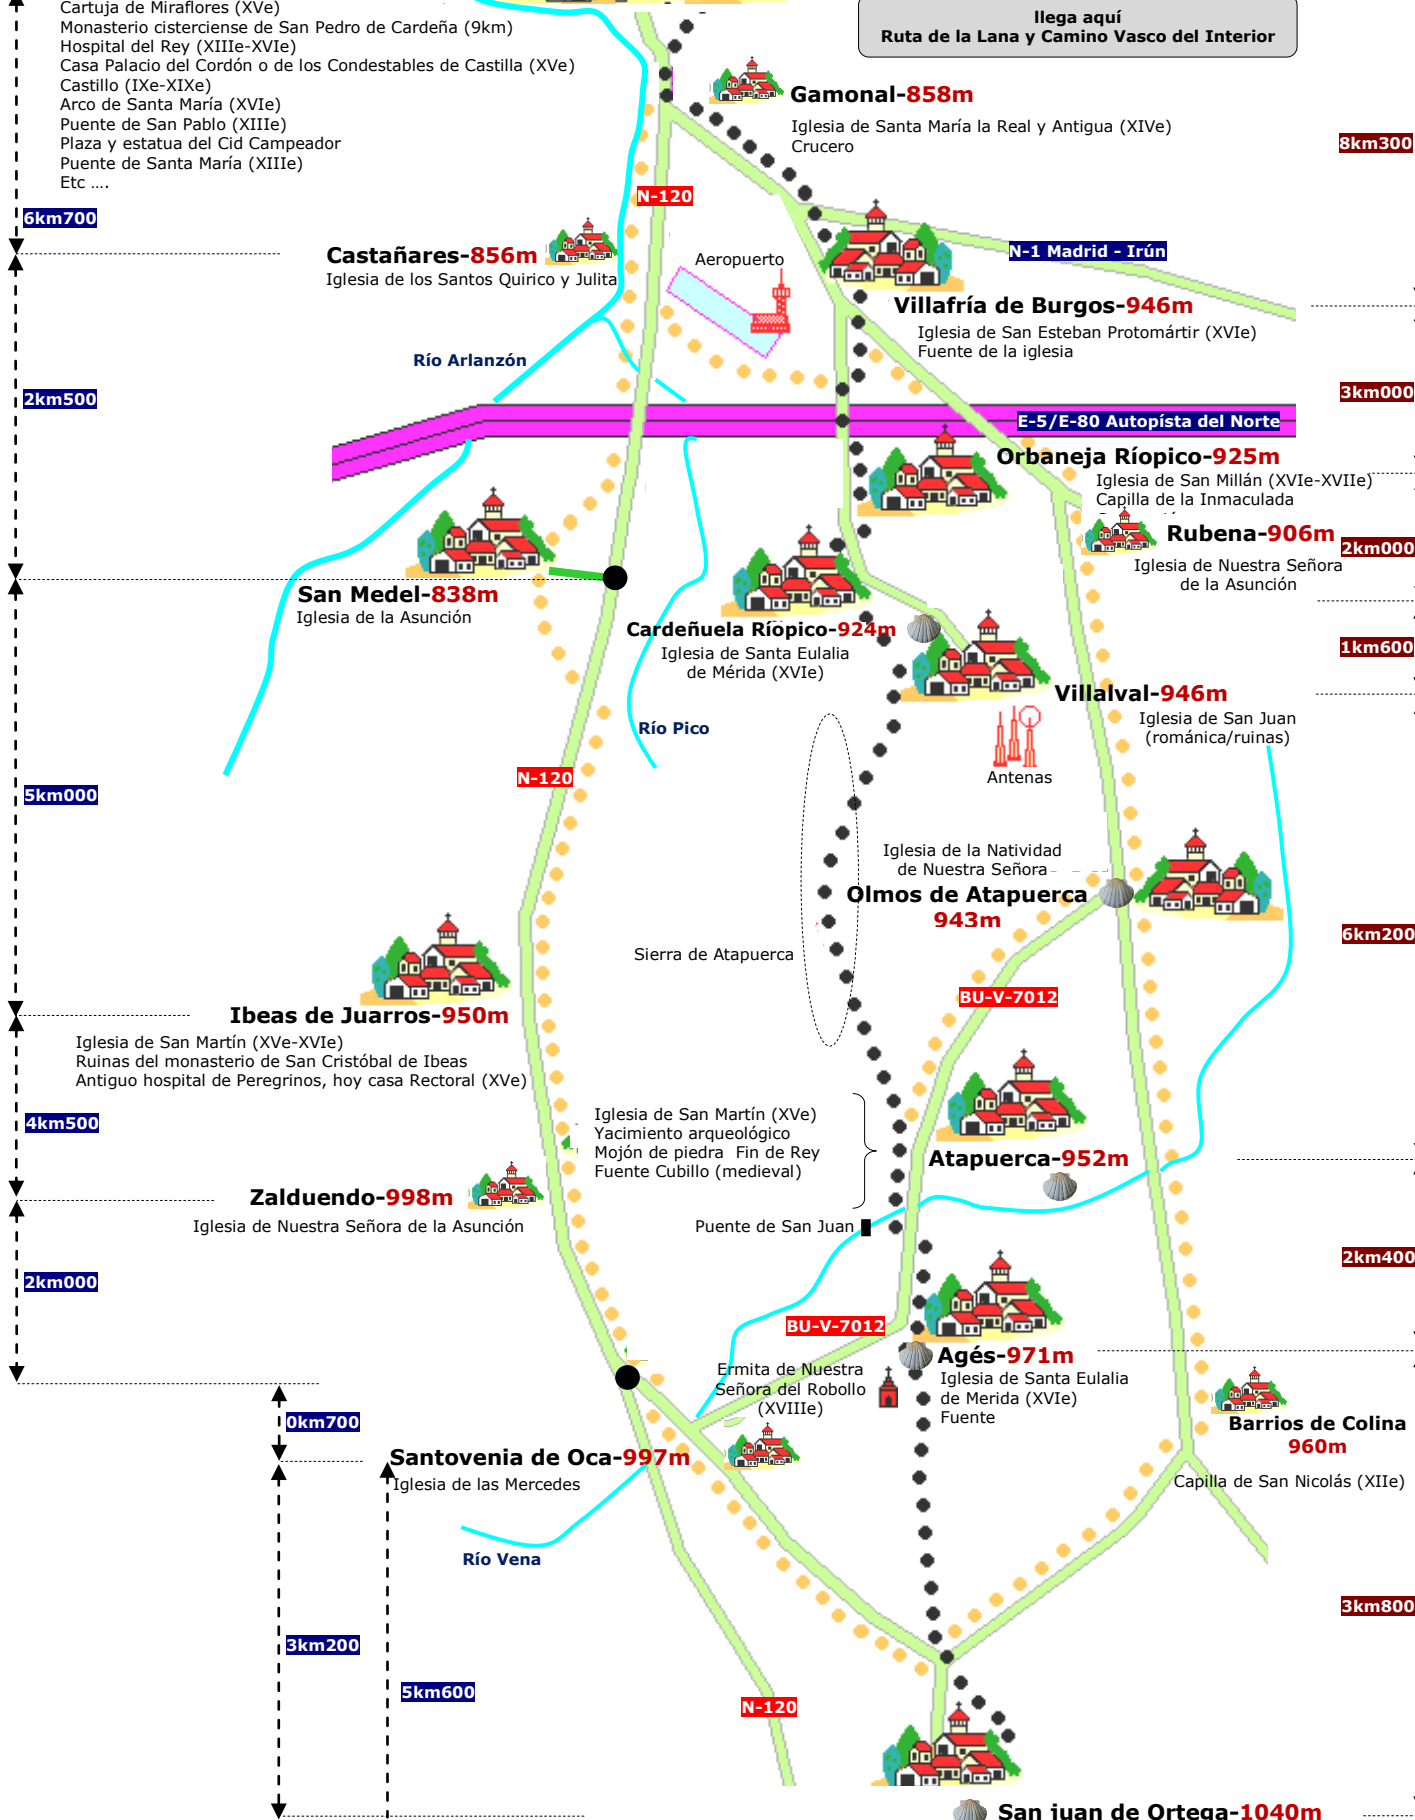 Cartuja de Miraflores (XVe)
Monasterio cisterciense de San Pedro de Cardeña (9km)
Hospital del Rey (XIIIe-XVIe)
Casa Palacio del Cordón o de los Condestables de Castilla (XVe)
Castillo (IXe-XIXe)
Arco de Santa María (XVIe)
Puente de San Pablo (XIIIe)
Plaza y estatua del Cid Campeador
Puente de Santa María (XIIIe)
Etc ....
llega aquí
Ruta de la Lana y Camino Vasco del Interior
Gamonal-858m
Iglesia de Santa María la Real y Antigua (XIVe)
Crucero
8km300
6km700
N-120
Castañares-856m
Iglesia de los Santos Quirico y Julita
Aeropuerto
N-1 Madrid - Irún
Villafría de Burgos-946m
Iglesia de San Esteban Protomártir (XVIe)
Fuente de la iglesia
Río Arlanzón
2km500
3km000
E-5/E-80 Autopísta del Norte
Orbaneja Ríopico-925m
Iglesia de San Millán (XVIe-XVIIe)
Capilla de la Inmaculada
Rubena-906m
2km000
Iglesia de Nuestra Señora
de la Asunción
San Medel-838m
Iglesia de la Asunción
Cardeñuela Ríopico-924m
Iglesia de Santa Eulalia
de Mérida (XVIe)
1km600
Villalval-946m
Iglesia de San Juan
(románica/ruinas)
Río Pico
Antenas
N-120
5km000
Iglesia de la Natividad
de Nuestra Señora
Olmos de Atapuerca
943m
6km200
Sierra de Atapuerca
BU-V-7012
Ibeas de Juarros-950m
Iglesia de San Martín (XVe-XVIe)
Ruinas del monasterio de San Cristóbal de Ibeas
Antiguo hospital de Peregrinos, hoy casa Rectoral (XVe)
4km500
Iglesia de San Martín (XVe)
Yacimiento arqueológico
Mojón de piedra Fin de Rey
Fuente Cubillo (medieval)
Atapuerca-952m
Zalduendo-998m
Iglesia de Nuestra Señora de la Asunción
Puente de San Juan
2km400
2km000
BU-V-7012
Agés-971m
Iglesia de Santa Eulalia
de Merida (XVIe)
Fuente
Ermita de Nuestra
Señora del Robollo
(XVIIIe)
0km700
Barrios de Colina
960m
Capilla de San Nicolás (XIIe)
Santovenia de Oca-997m
Iglesia de las Mercedes
Río Vena
3km800
3km200
5km600
N-120
San juan de Ortega-1040m